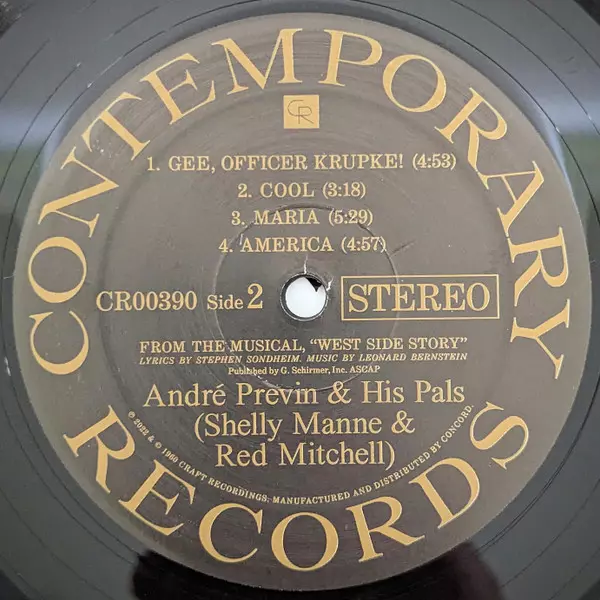 CONTEMPORARY
CR
1. GEE, OFFICER KRUPKE! (4:53)
2. COOL (3:18)
3. MARIA (5:29)
4. AMERICA (4:57)
CR00390 Side 2
STEREO
FROM THE MUSICAL, “WEST SIDE STORY”
LYRICS BY STEPHEN SONDHEIM. MUSIC BY LEONARD BERNSTEIN
Published by G. Schirmer, Inc. ASCAP
André Previn & His Pals
(Shelly Manne &
Red Mitchell)
℗ 2022 & © 1960 CRAFT RECORDINGS. MANUFACTURED AND DISTRIBUTED BY CONCORD.
RECORDS